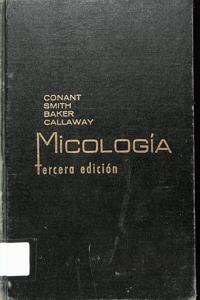 CONANT
SMITH
BAKER
CALLAWAY
MICOLOGÍA
Tercera edición